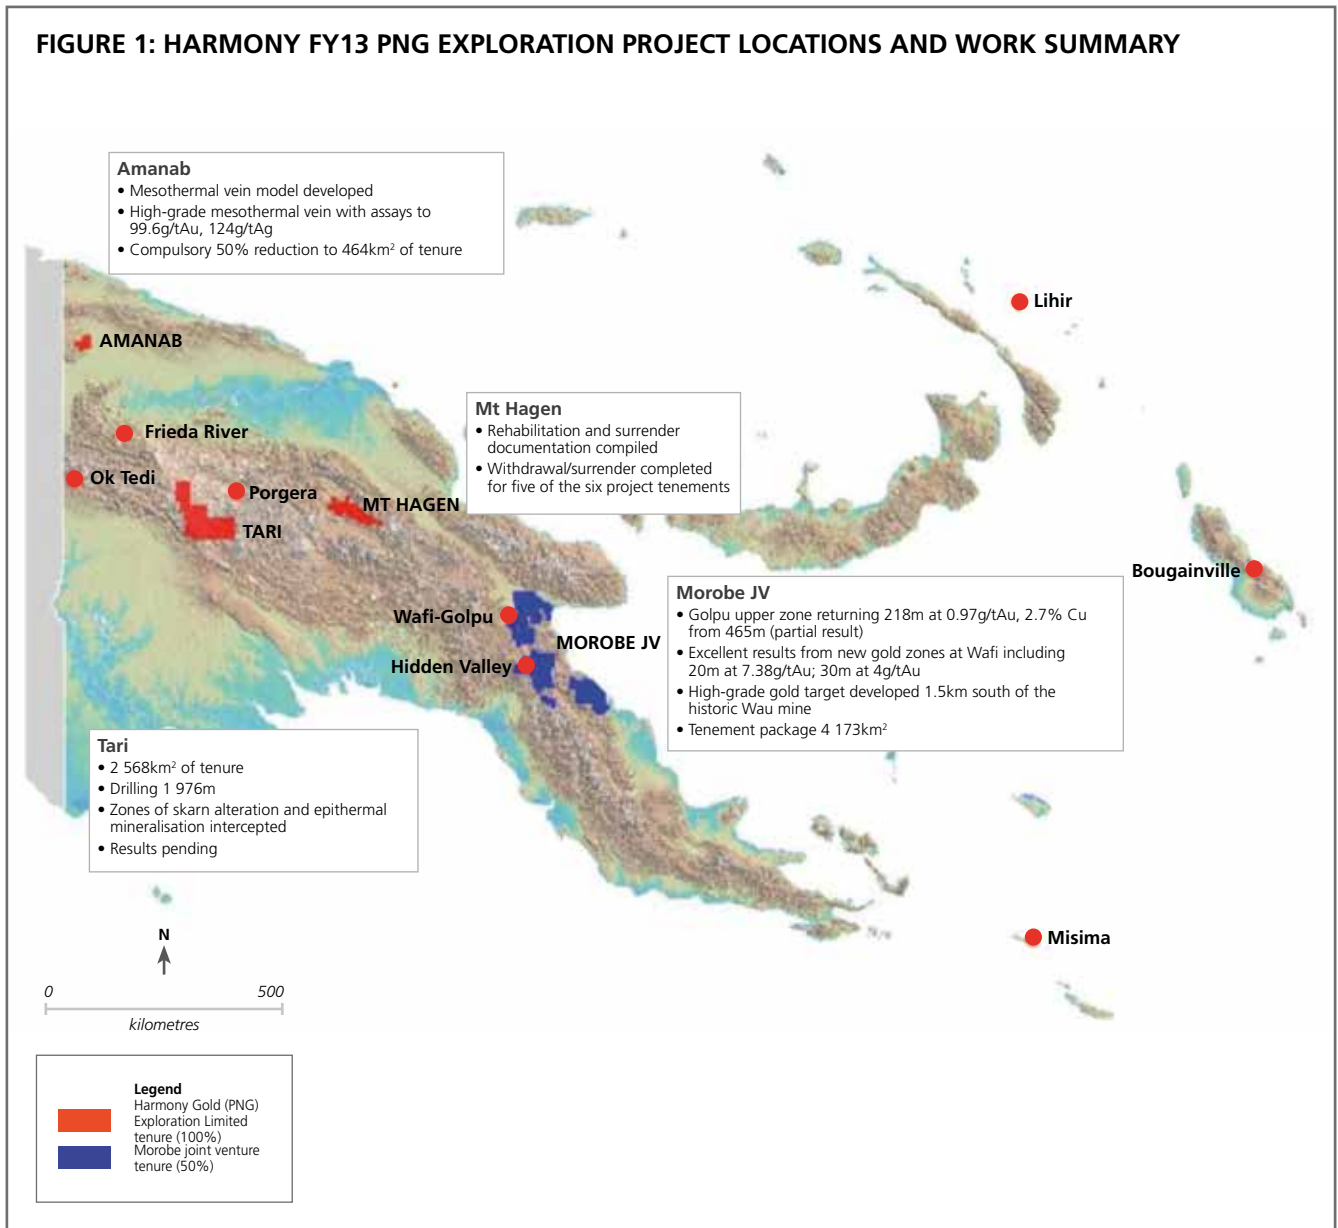 FIGURE 1: HARMONY FY13 PNG EXPLORATION PROJECT LOCATIONS AND WORK SUMMARY
Amanab
• Mesothermal vein model developed
• High-grade mesothermal vein with assays to
99.6g/tAu, 124g/tAg
• Compulsory 50% reduction to 464km² of tenure
Lihir
AMANAB
Mt Hagen
• Rehabilitation and surrender
documentation compiled
• Withdrawal/surrender completed
for five of the six project tenements
Frieda River
Ok Tedi
Porgera
MT HAGEN
TARI
Bougainville
Morobe JV
• Golpu upper zone returning 218m at 0.97g/tAu, 2.7% Cu
from 465m (partial result)
• Excellent results from new gold zones at Wafi including
20m at 7.38g/tAu; 30m at 4g/tAu
• High-grade gold target developed 1.5km south of the
historic Wau mine
• Tenement package 4 173km²
Wafi-Golpu
MOROBE JV
Hidden Valley
Tari
• 2 568km² of tenure
• Drilling 1 976m
• Zones of skarn alteration and epithermal
mineralisation intercepted
• Results pending
N
Misima
0 500
kilometres
Legend
Harmony Gold (PNG)
Exploration Limited
tenure (100%)
Morobe joint venture
tenure (50%)